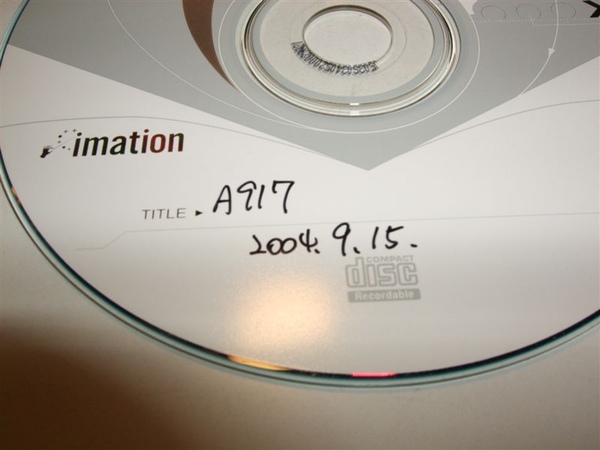 imation
TITLE ▸ A917
2004. 9. 15.
COMPACT
disc
Recordable